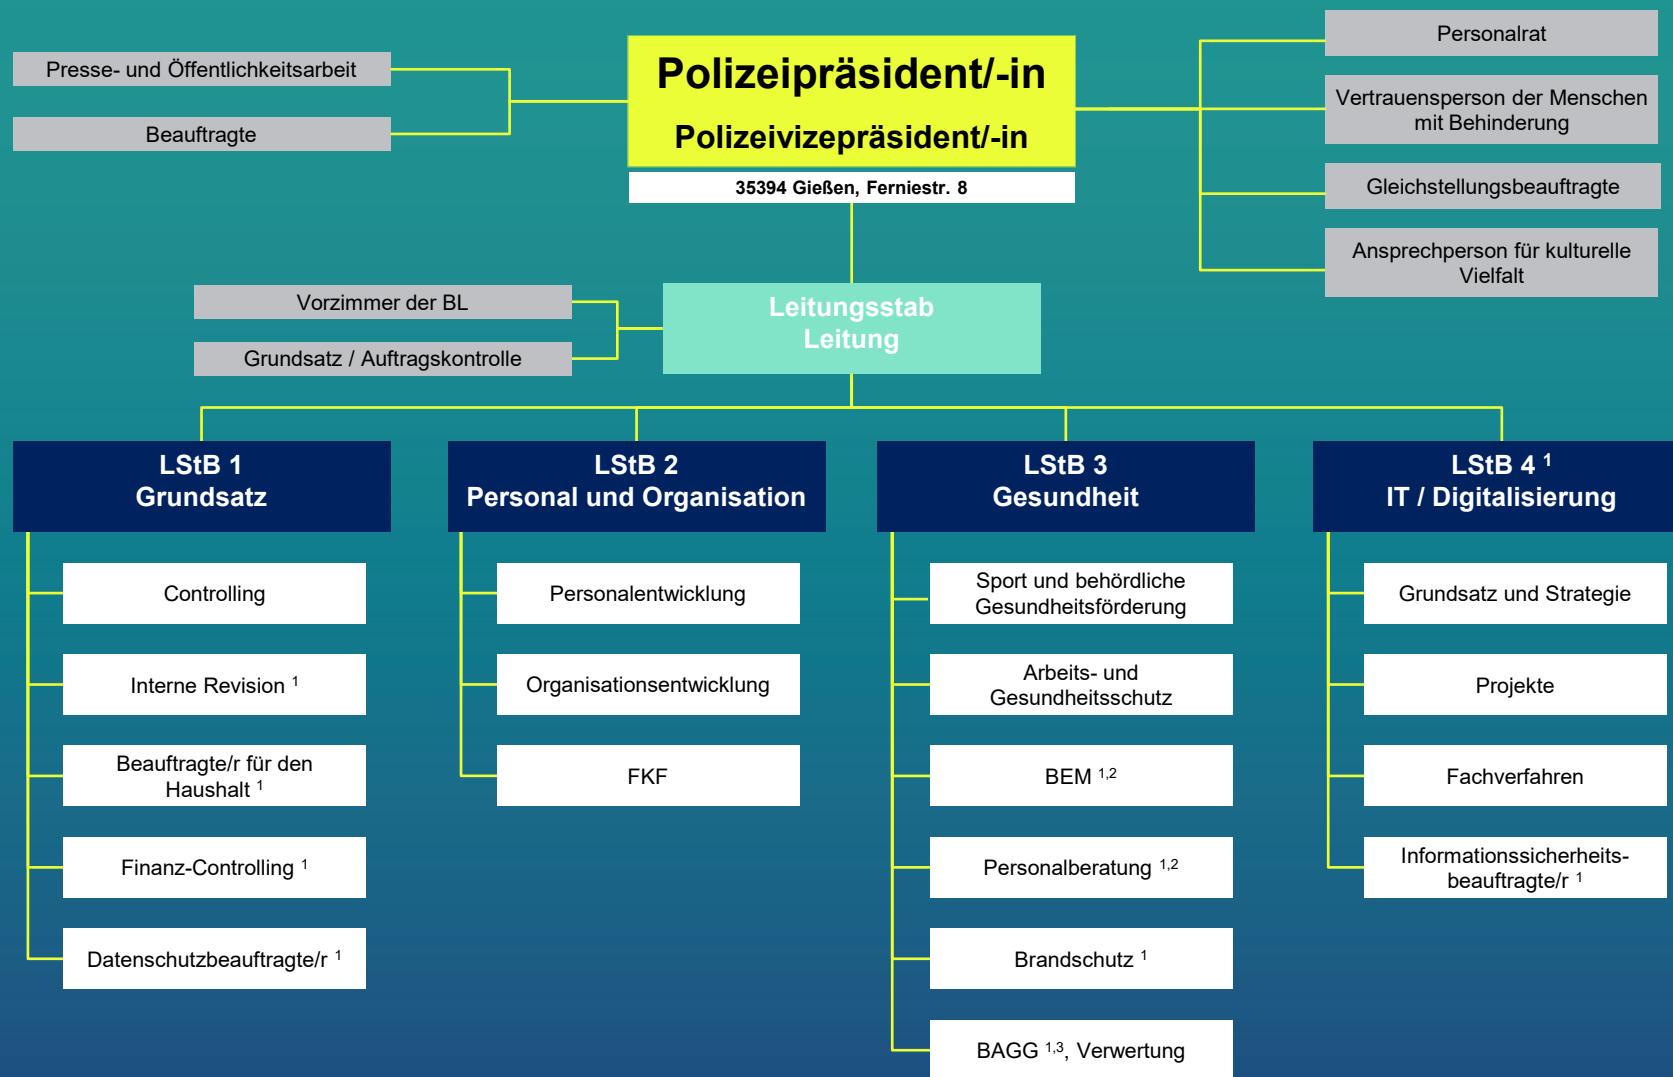 Presse- und Öffentlichkeitsarbeit
Beauftragte
Polizeipräsident/-in
Polizeivizepräsident/-in
35394 Gießen, Ferniestr. 8
Personalrat
Vertrauensperson der Menschen
mit Behinderung
Gleichstellungsbeauftragte
Ansprechperson für kulturelle
Vielfalt
Vorzimmer der BL
Grundsatz / Auftragskontrolle
Leitungsstab
Leitung
LStB 1
Grundsatz
Controlling
Interne Revision ¹
Beauftragte/r für den
Haushalt ¹
Finanz-Controlling ¹
Datenschutzbeauftragte/r ¹
LStB 2
Personal und Organisation
Personalentwicklung
Organisationsentwicklung
FKF
LStB 3
Gesundheit
Sport und behördliche
Gesundheitsförderung
Arbeits- und
Gesundheitsschutz
BEM ¹,²
Personalberatung ¹,²
Brandschutz ¹
BAGG ¹,³, Verwertung
LStB 4 ¹
IT / Digitalisierung
Grundsatz und Strategie
Projekte
Fachverfahren
Informationssicherheits-
beauftragte/r ¹